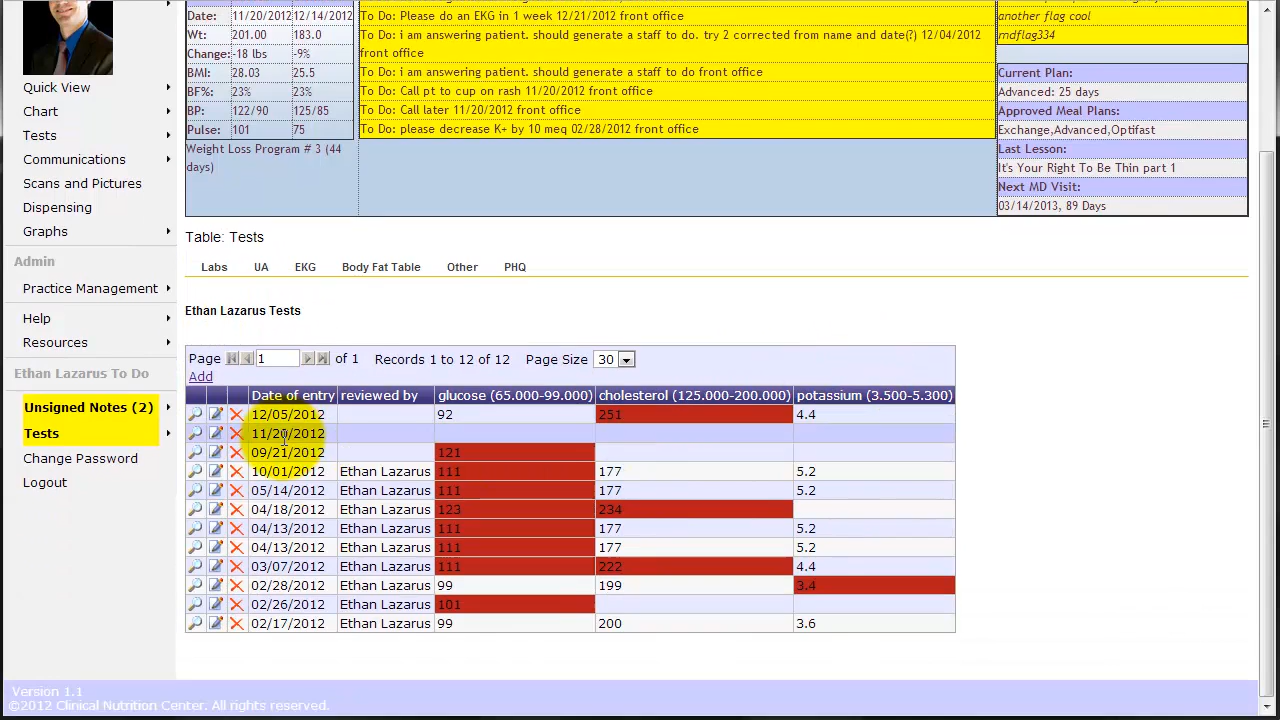 Date: 11/20/2012 12/14/2012
Wt: 201.00 183.0
Change: -18 lbs -9%
BMI: 28.03 25.5
BF%: 23% 23%
BP: 122/90 125/85
Pulse: 101 75
Weight Loss Program # 3 (44
days)
To Do: Please do an EKG in 1 week 12/21/2012 front office
To Do: i am answering patient. should generate a staff to do. try 2 corrected from name and date(?) 12/04/2012
front office
To Do: i am answering patient. should generate a staff to do front office
To Do: Call pt to cup on rash 11/20/2012 front office
To Do: Call later 11/20/2012 front office
To Do: please decrease K+ by 10 meq 02/28/2012 front office
another flag cool
mdflag334
Current Plan:
Advanced: 25 days
Approved Meal Plans:
Exchange,Advanced,Optifast
Last Lesson:
It's Your Right To Be Thin part 1
Next MD Visit:
03/14/2013, 89 Days
Quick View
Chart
Tests
Communications
Scans and Pictures
Dispensing
Graphs
Admin
Practice Management
Help
Resources
Ethan Lazarus To Do
Unsigned Notes (2)
Tests
Change Password
Logout
Table: Tests
Labs UA EKG Body Fat Table Other PHQ
Ethan Lazarus Tests
Page 1 of 1 Records 1 to 12 of 12 Page Size 30
Add
Date of entry reviewed by glucose (65.000-99.000) cholesterol (125.000-200.000) potassium (3.500-5.300)
12/05/2012 92 251 4.4
11/20/2012
09/21/2012 121
10/01/2012 Ethan Lazarus 111 177 5.2
05/14/2012 Ethan Lazarus 111 177 5.2
04/18/2012 Ethan Lazarus 123 234
04/13/2012 Ethan Lazarus 111 177 5.2
04/13/2012 Ethan Lazarus 111 177 5.2
03/07/2012 Ethan Lazarus 111 222 4.4
02/28/2012 Ethan Lazarus 99 199 3.4
02/26/2012 Ethan Lazarus 101
02/17/2012 Ethan Lazarus 99 200 3.6
Version 1.1
©2012 Clinical Nutrition Center. All rights reserved.